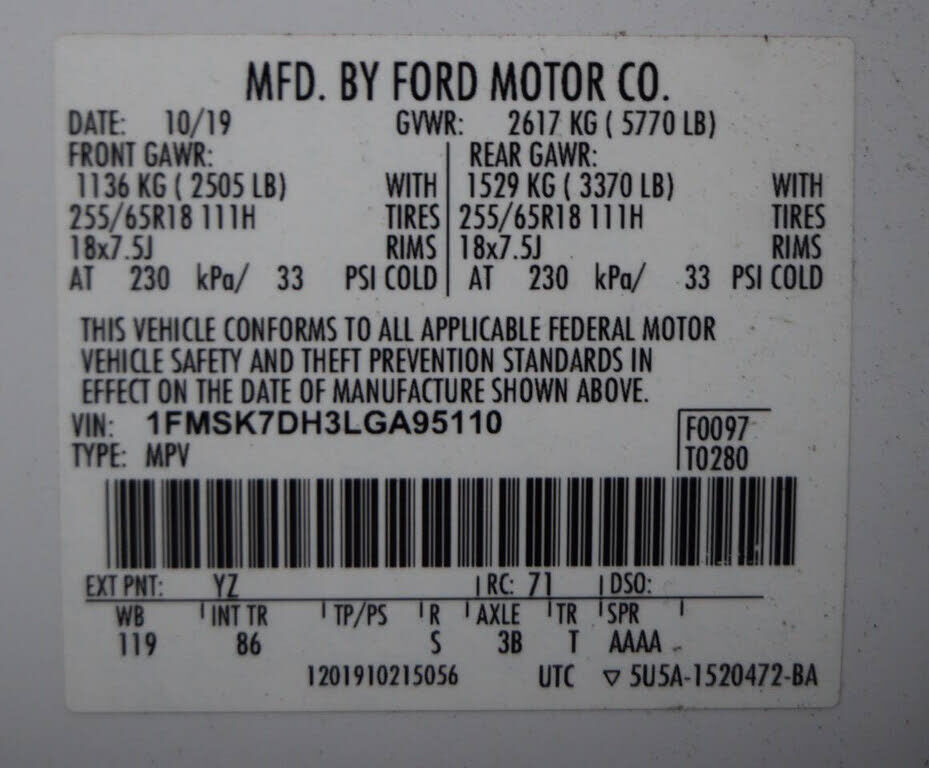 MFD. BY FORD MOTOR CO.
DATE: 10/19 GVWR: 2617 KG ( 5770 LB)
FRONT GAWR: REAR GAWR:
1136 KG ( 2505 LB) WITH 1529 KG ( 3370 LB) WITH
255/65R18 111H TIRES 255/65R18 111H TIRES
18x7.5J RIMS 18x7.5J RIMS
AT 230 kPa/ 33 PSI COLD AT 230 kPa/ 33 PSI COLD
THIS VEHICLE CONFORMS TO ALL APPLICABLE FEDERAL MOTOR
VEHICLE SAFETY AND THEFT PREVENTION STANDARDS IN
EFFECT ON THE DATE OF MANUFACTURE SHOWN ABOVE.
VIN: 1FMSK7DH3LGA95110 F0097
TYPE: MPV T0280
EXT PNT: YZ RC: 71 DSO:
WB INT TR TP/PS R AXLE TR SPR
119 86 S 3B T AAAA
1201910215056 UTC ▽ 5U5A-1520472-BA